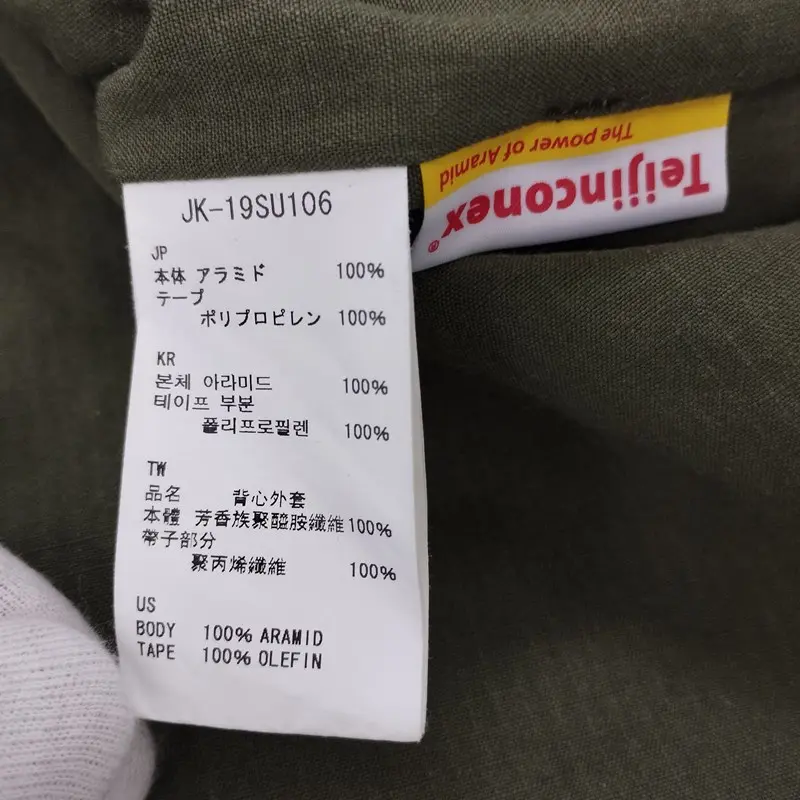 JK-19SU106
JP
本体 アラミド 100%
テープ
ポリプロピレン 100%
KR
본체 아라미드 100%
테이프 부분
폴리프로필렌 100%
TW
品名 背心外套
本體 芳香族聚醯胺纖維 100%
帶子部分
聚丙烯纖維 100%
US
BODY 100% ARAMID
TAPE 100% OLEFIN
Teijinconex®
The power of Aramid